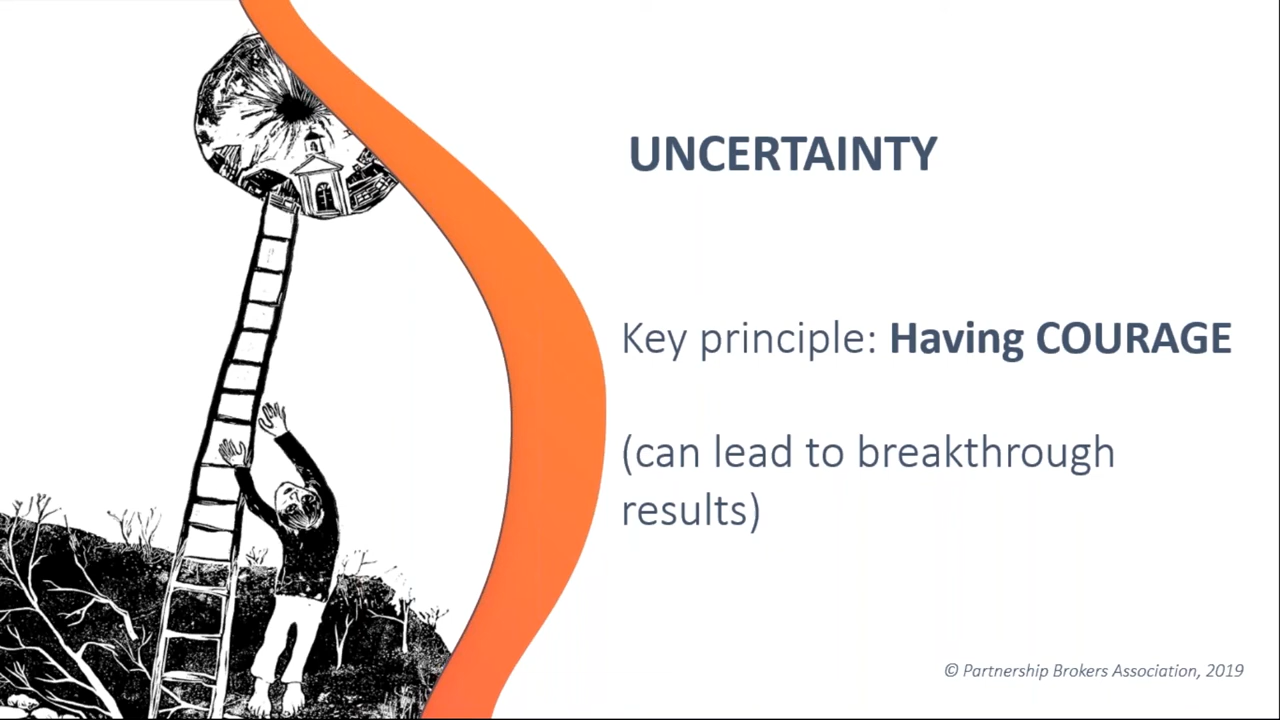 UNCERTAINTY
Key principle: Having COURAGE
(can lead to breakthrough
results)
© Partnership Brokers Association, 2019